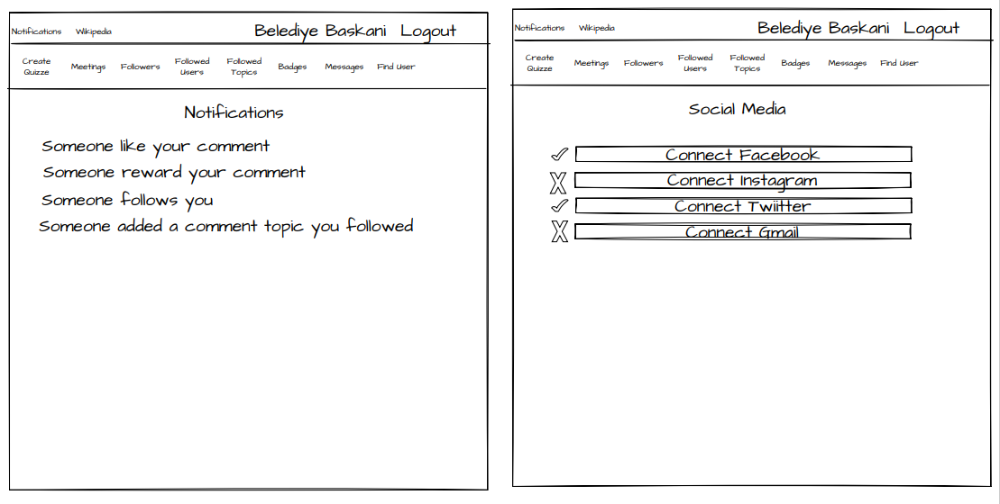 Notifications Wikipedia Belediye Baskani Logout
Create Quizze Meetings Followers Followed Users Followed Topics Badges Messages Find User
Notifications
Someone like your comment
Someone reward your comment
Someone follows you
Someone added a comment topic you followed
Notifications Wikipedia Belediye Baskani Logout
Create Quizze Meetings Followers Followed Users Followed Topics Badges Messages Find User
Social Media
Connect Facebook
Connect Instagram
Connect Twiitter
Connect Gmail